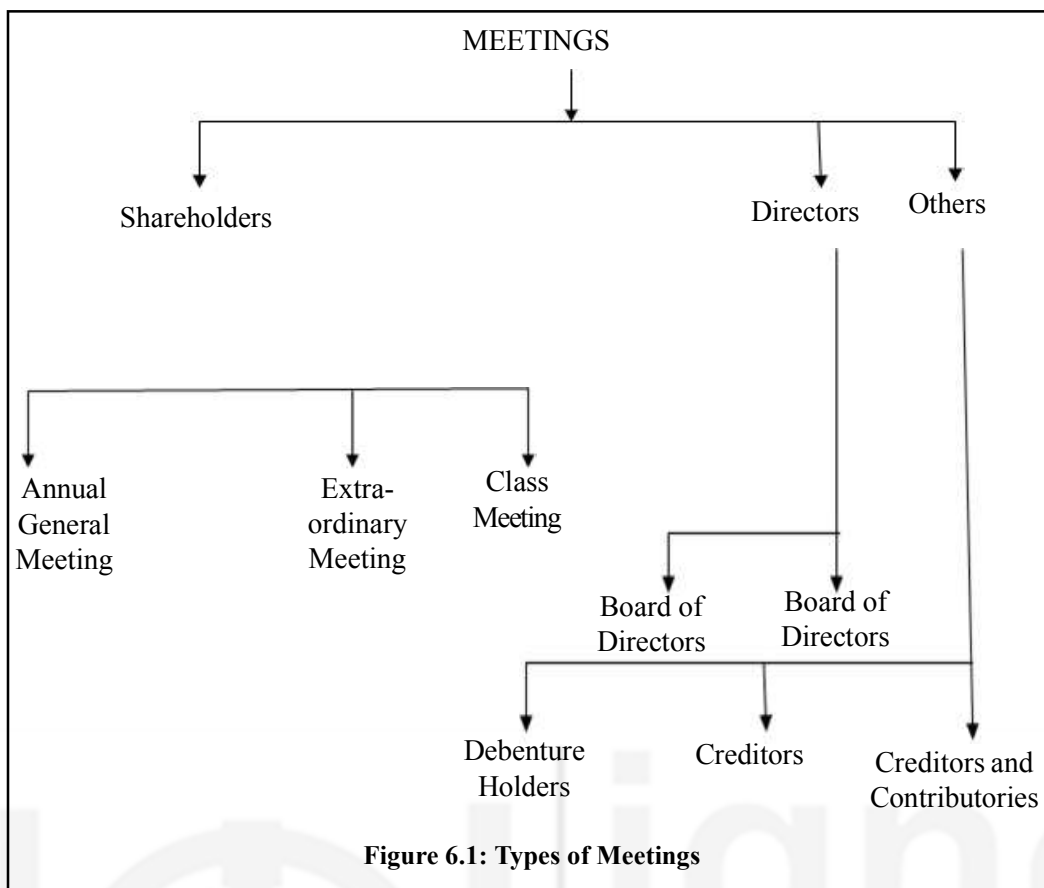 MEETINGS
Shareholders
Directors
Others
Annual
General
Meeting
Extra-
ordinary
Meeting
Class
Meeting
Board of
Directors
Board of
Directors
Debenture
Holders
Creditors
Creditors and
Contributories
Figure 6.1: Types of Meetings